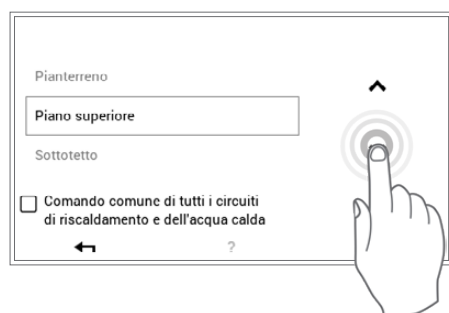 Pianterreno
Piano superiore
Sottotetto
Comando comune di tutti i circuiti
di riscaldamento e dell'acqua calda
?